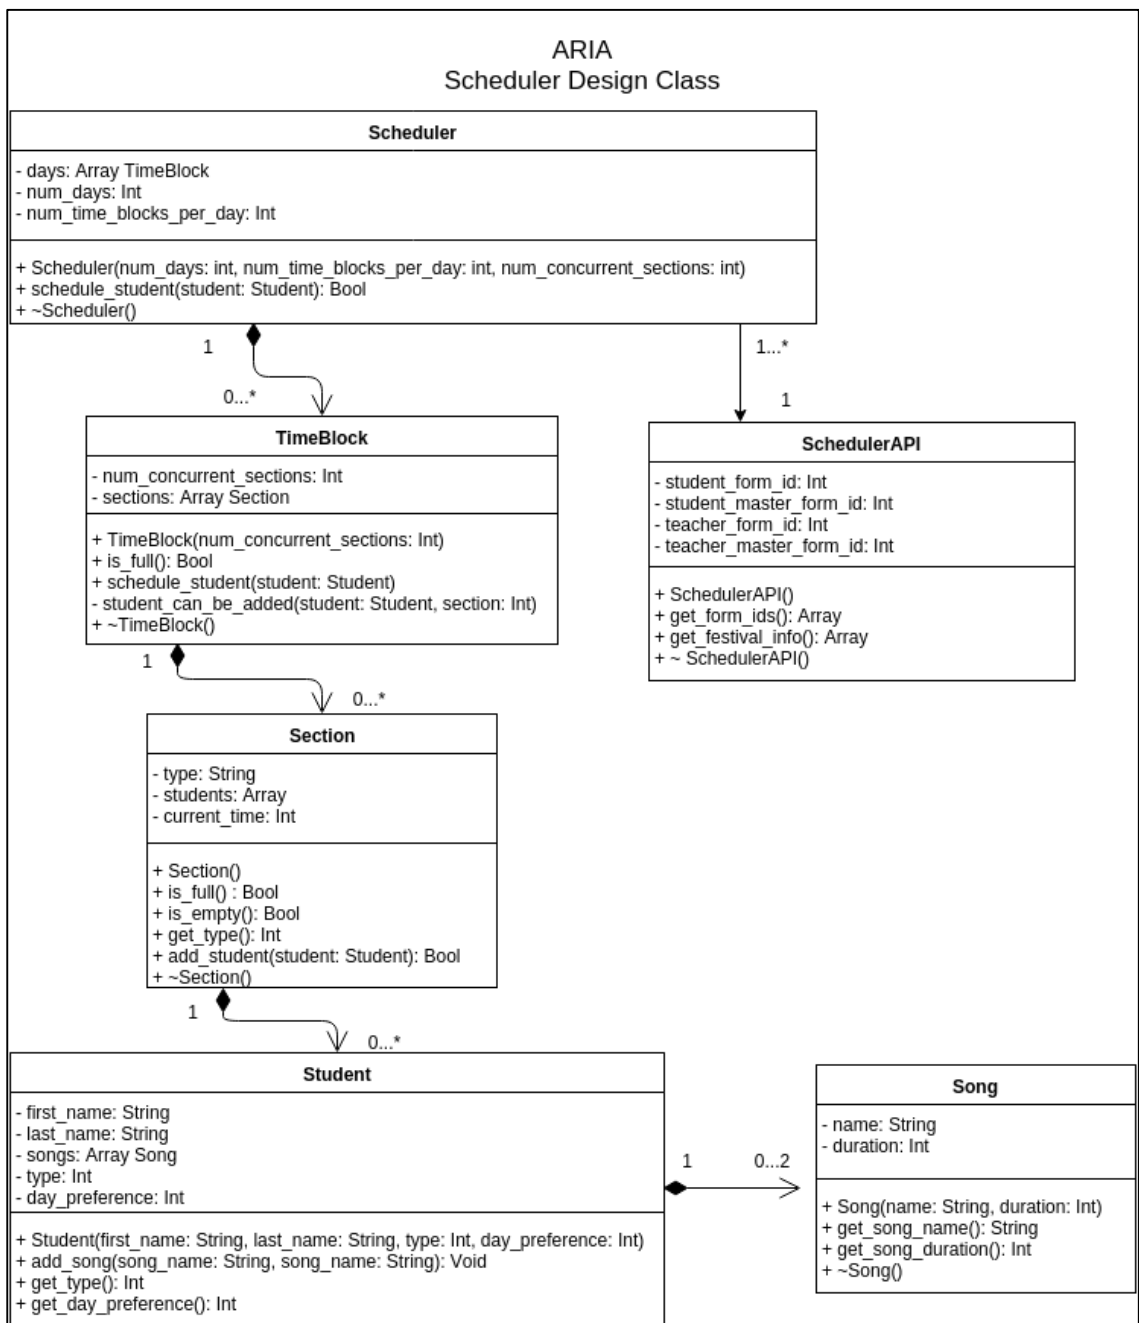 ARIA
Scheduler Design Class
Scheduler
- days: Array TimeBlock
- num_days: Int
- num_time_blocks_per_day: Int
+ Scheduler(num_days: int, num_time_blocks_per_day: int, num_concurrent_sections: int)
+ schedule_student(student: Student): Bool
+ ~Scheduler()
1
0...*
1...*
1
TimeBlock
- num_concurrent_sections: Int
- sections: Array Section
+ TimeBlock(num_concurrent_sections: Int)
+ is_full(): Bool
+ schedule_student(student: Student)
- student_can_be_added(student: Student, section: Int)
+ ~TimeBlock()
SchedulerAPI
- student_form_id: Int
- student_master_form_id: Int
- teacher_form_id: Int
- teacher_master_form_id: Int
+ SchedulerAPI()
+ get_form_ids(): Array
+ get_festival_info(): Array
+ ~ SchedulerAPI()
1
0...*
Section
- type: String
- students: Array
- current_time: Int
+ Section()
+ is_full() : Bool
+ is_empty(): Bool
+ get_type(): Int
+ add_student(student: Student): Bool
+ ~Section()
1
0...*
Student
- first_name: String
- last_name: String
- songs: Array Song
- type: Int
- day_preference: Int
+ Student(first_name: String, last_name: String, type: Int, day_preference: Int)
+ add_song(song_name: String, song_name: String): Void
+ get_type(): Int
+ get_day_preference(): Int
1
0...2
Song
- name: String
- duration: Int
+ Song(name: String, duration: Int)
+ get_song_name(): String
+ get_song_duration(): Int
+ ~Song()